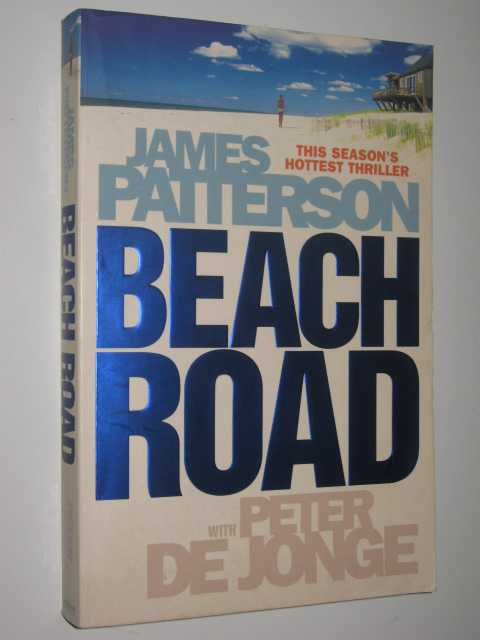 JAMES
PATTERSON
THIS SEASON'S
HOTTEST THRILLER
BEACH
ROAD
WITH PETER
DE JONGE
BEACH ROAD